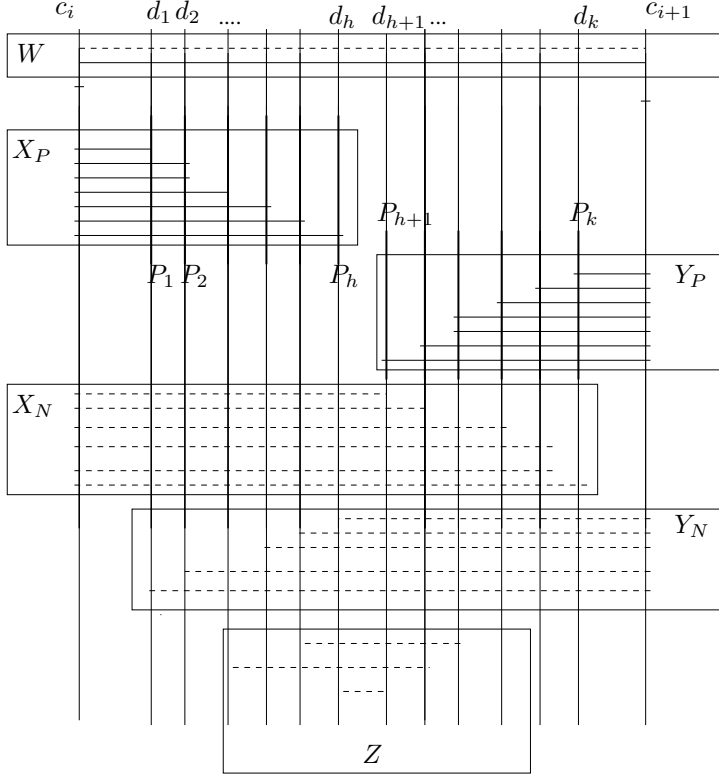 c_i d_1 d_2 .... d_h d_{h+1} ... d_k c_{i+1}
W
X_P
P_{h+1} P_k
P_1 P_2 P_h Y_P
X_N
Y_N
Z